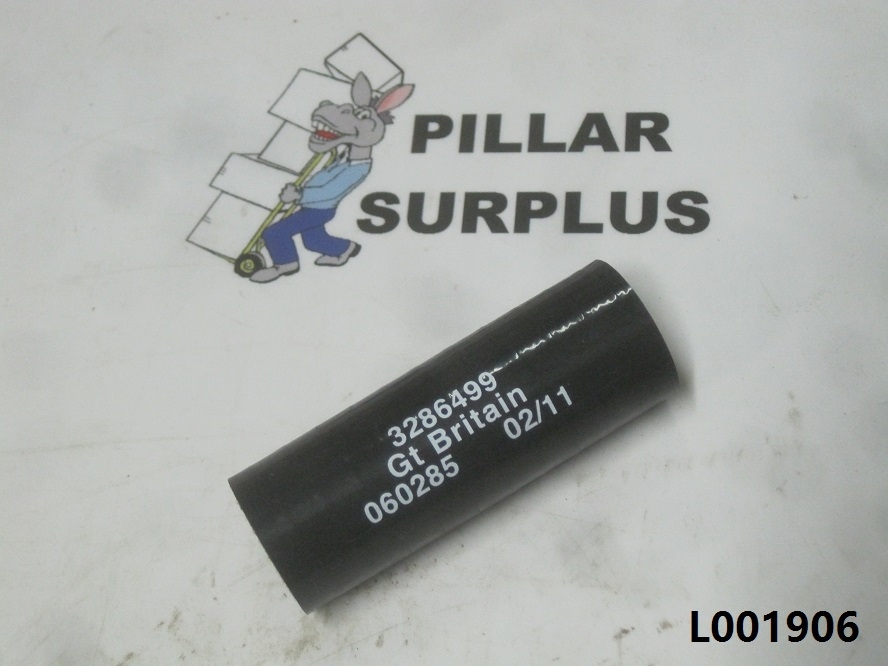 PILLAR
SURPLUS
3286499
Gt Britain
060285 02/11
L001906